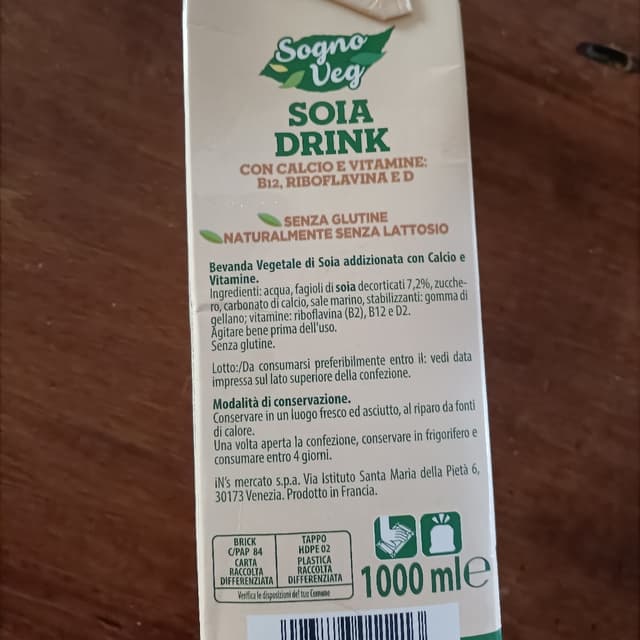 Sogno
Veg
SOIA
DRINK
CON CALCIO E VITAMINE:
B12, RIBOFLAVINA E D
SENZA GLUTINE
NATURALMENTE SENZA LATTOSIO
Bevanda Vegetale di Soia addizionata con Calcio e
Vitamine.
Ingredienti: acqua, fagioli di soia decorticati 7,2%, zucche-
ro, carbonato di calcio, sale marino, stabilizzanti: gomma di
gellano; vitamine: riboflavina (B2), B12 e D2.
Agitare bene prima dell'uso.
Senza glutine.
Lotto:/Da consumarsi preferibilmente entro il: vedi data
impressa sul lato superiore della confezione.
Modalità di conservazione.
Conservare in un luogo fresco ed asciutto, al riparo da fonti
di calore.
Una volta aperta la confezione, conservare in frigorifero e
consumare entro 4 giorni.
iN's mercato s.p.a. Via Istituto Santa Maria della Pietà 6,
30173 Venezia. Prodotto in Francia.
BRICK
C/PAP 84
CARTA
RACCOLTA
DIFFERENZIATA
TAPPO
HDPE 02
PLASTICA
RACCOLTA
DIFFERENZIATA
Verifica le disposizioni del tuo Comune
1000 ml e